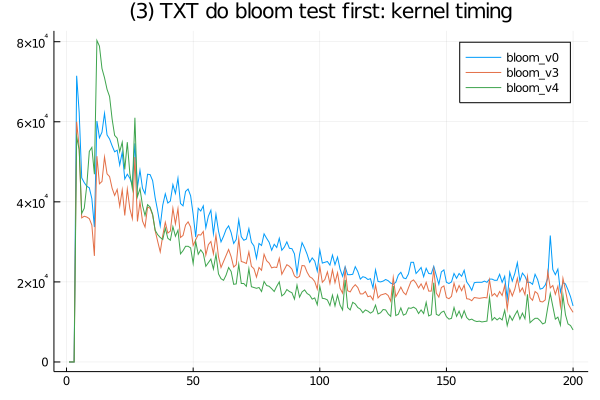 (3) TXT do bloom test first: kernel timing
8×10⁴
6×10⁴
4×10⁴
2×10⁴
0
0 50 100 150 200
bloom_v0
bloom_v3
bloom_v4